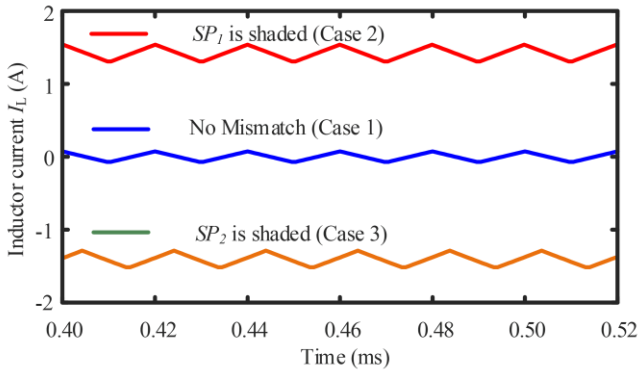 2
SP1 is shaded (Case 2)
1
No Mismatch (Case 1)
0
-1
SP2 is shaded (Case 3)
-2
Inductor current IL (A)
0.40 0.42 0.44 0.46 0.48 0.50 0.52
Time (ms)